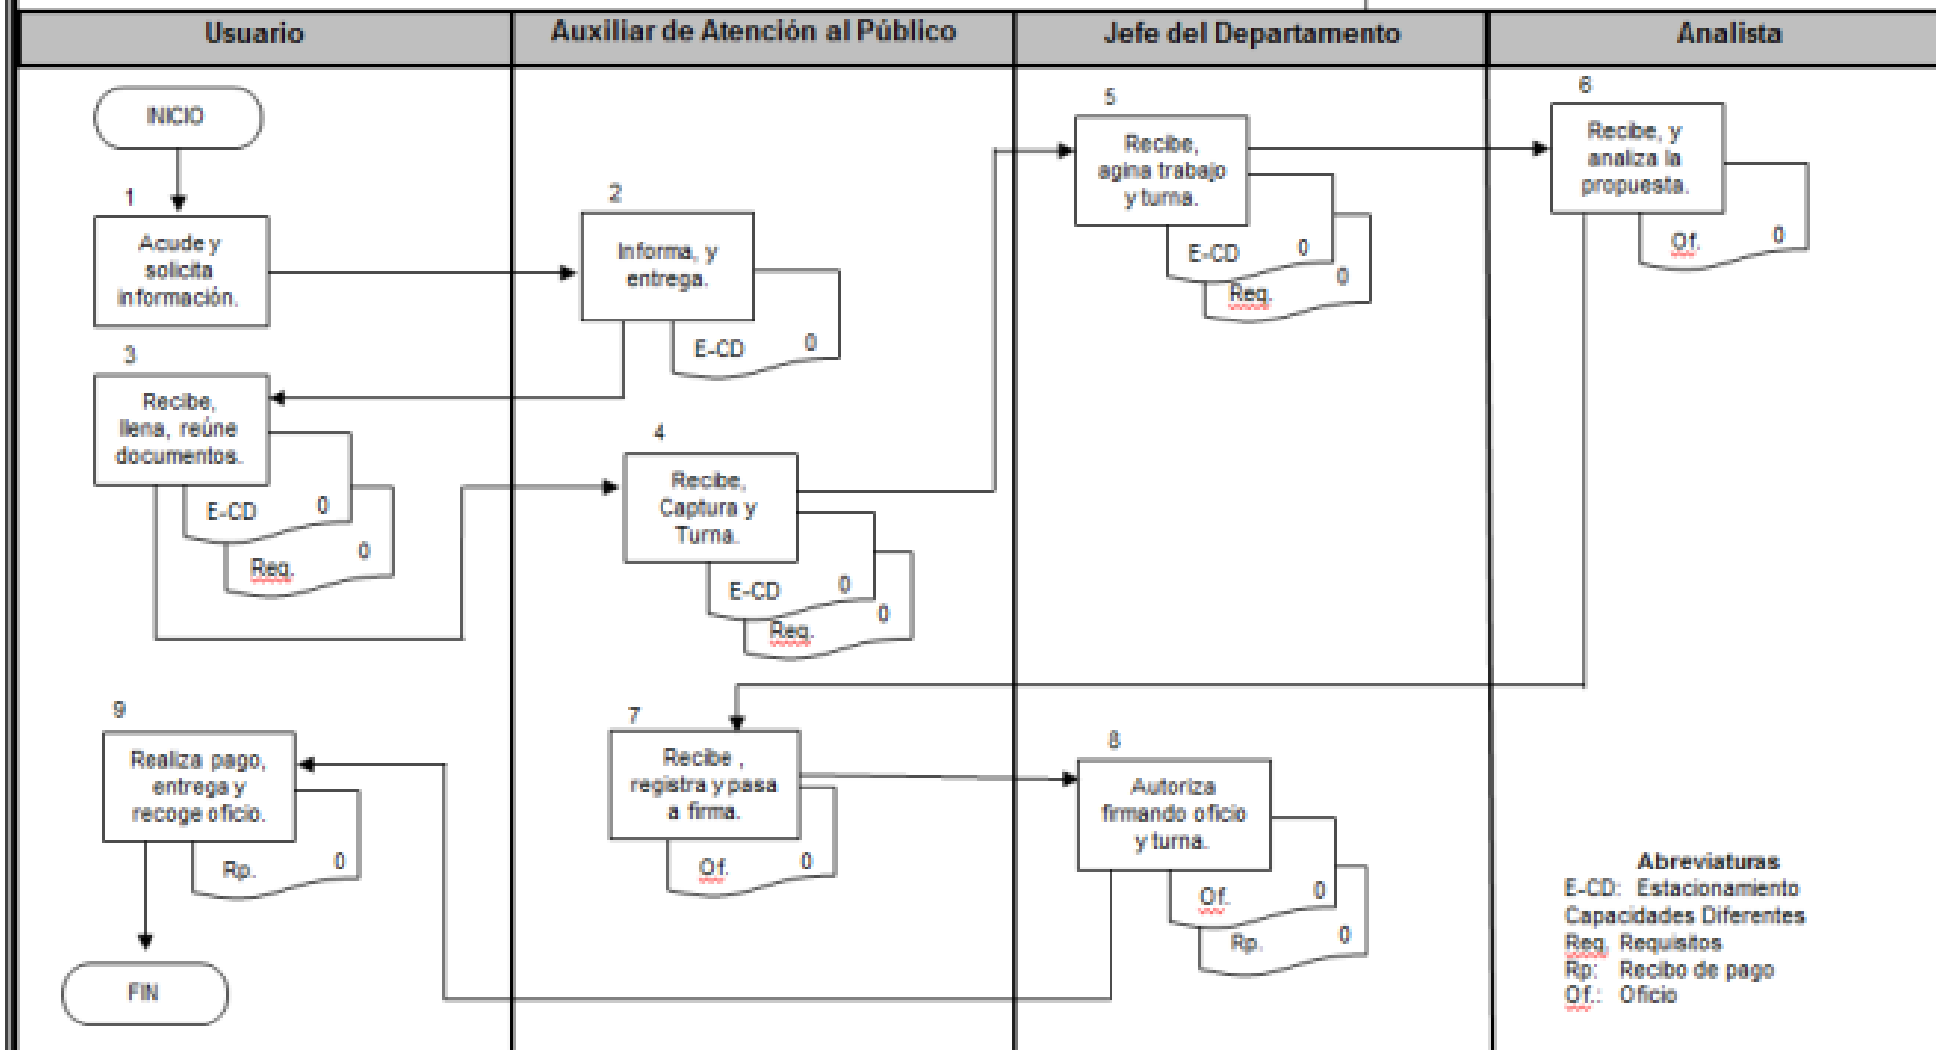 Usuario
Auxiliar de Atención al Público
Jefe del Departamento
Analista
INICIO
1
Acude y
solicita
información.
2
Informa, y
entrega.
E-CD 0
3
Recibe,
llena, reúne
documentos.
E-CD 0
Req. 0
4
Recibe,
Captura y
Turna.
E-CD 0
Req. 0
5
Recibe,
agina trabajo
y turna.
E-CD 0
Req. 0
6
Recibe, y
analiza la
propuesta.
Of. 0
7
Recibe ,
registra y pasa
a firma.
Of. 0
8
Autoriza
firmando oficio
y turna.
Of. 0
Rp. 0
9
Realiza pago,
entrega y
recoge oficio.
Rp. 0
FIN
Abreviaturas
E-CD: Estacionamiento
Capacidades Diferentes
Req. Requisitos
Rp: Recibo de pago
Of.: Oficio